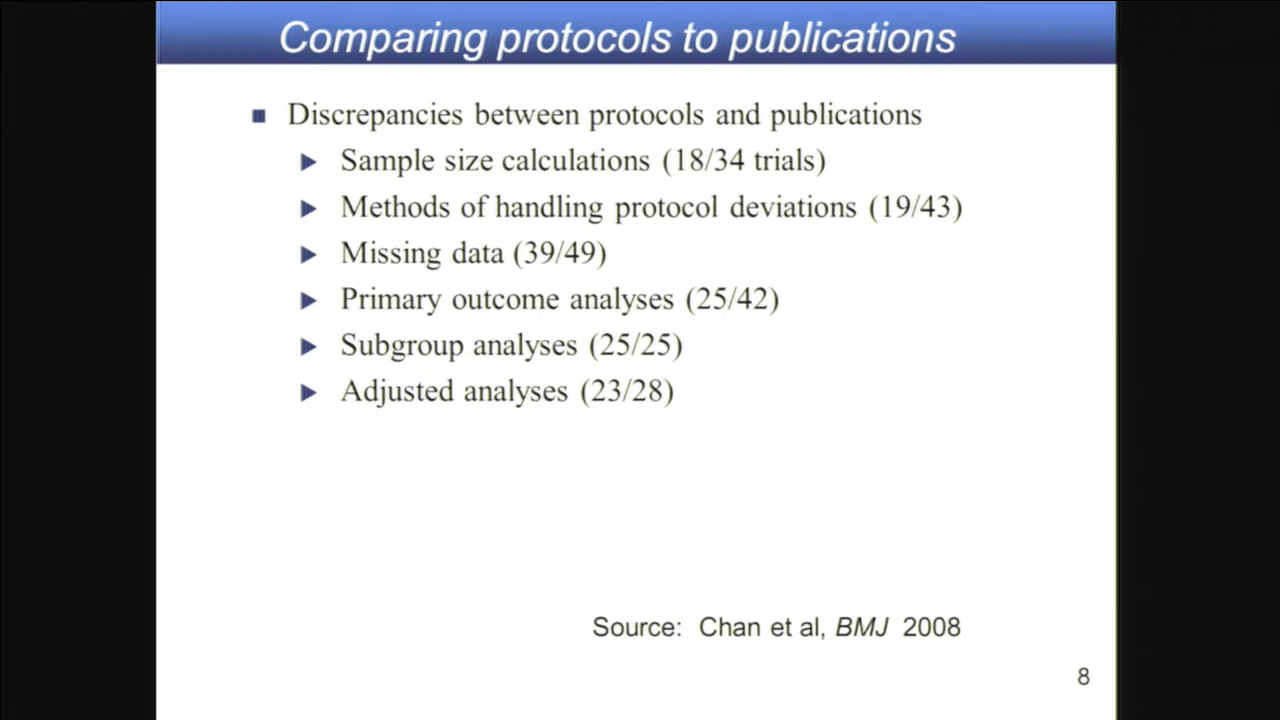 Comparing protocols to publications
Discrepancies between protocols and publications
Sample size calculations (18/34 trials)
Methods of handling protocol deviations (19/43)
Missing data (39/49)
Primary outcome analyses (25/42)
Subgroup analyses (25/25)
Adjusted analyses (23/28)
Source: Chan et al, BMJ 2008
8